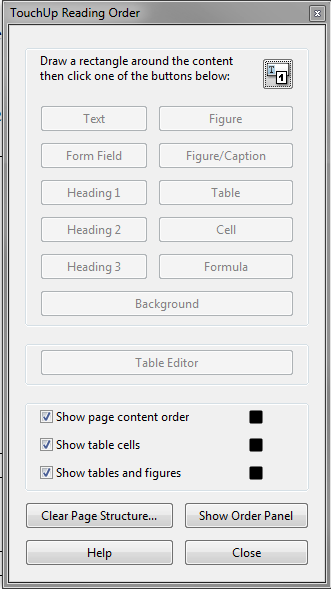 TouchUp Reading Order
x
Draw a rectangle around the content
then click one of the buttons below:
T
1
Text
Figure
Form Field
Figure/Caption
Heading 1
Table
Heading 2
Cell
Heading 3
Formula
Background
Table Editor
Show page content order
Show table cells
Show tables and figures
Clear Page Structure...
Show Order Panel
Help
Close